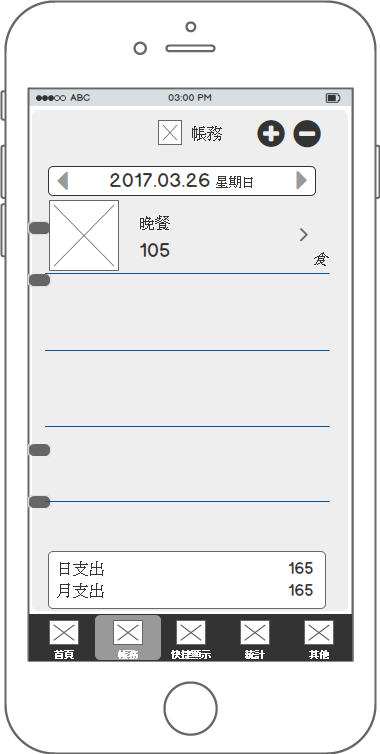 ABC 03:00 PM
帳務
2017.03.26 星期日
晚餐
105
食
日支出 165
月支出 165
首頁 帳務 快捷顯示 統計 其他